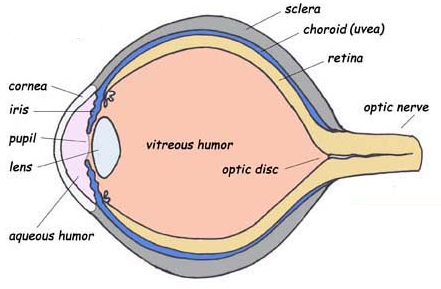 sclera
choroid (uvea)
retina
cornea
iris
optic nerve
pupil
vitreous humor
lens
optic disc
aqueous humor